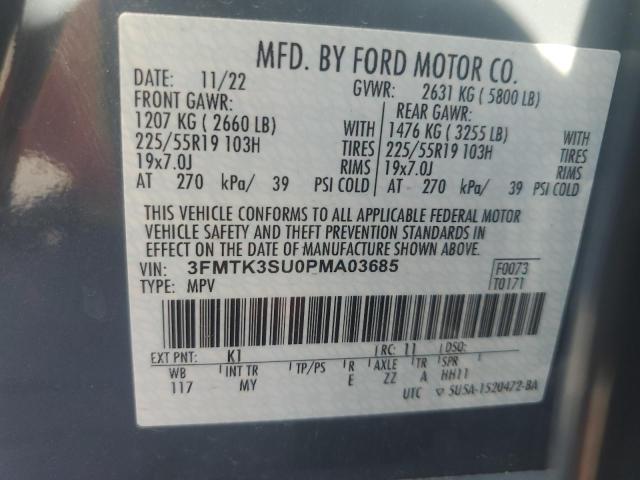 MFD. BY FORD MOTOR CO.
DATE: 11/22 GVWR: 2631 KG (5800 LB)
FRONT GAWR: REAR GAWR:
1207 KG (2660 LB) WITH 1476 KG (3255 LB) WITH
225/55R19 103H TIRES 225/55R19 103H TIRES
19x7.0J RIMS 19x7.0J RIMS
AT 270 kPa/ 39 PSI COLD AT 270 kPa/ 39 PSI COLD
THIS VEHICLE CONFORMS TO ALL APPLICABLE FEDERAL MOTOR
VEHICLE SAFETY AND THEFT PREVENTION STANDARDS IN
EFFECT ON THE DATE OF MANUFACTURE SHOWN ABOVE.
VIN: 3FMTK3SU0PMA03685 F0073
TYPE: MPV T0171
EXT PNT: K1 RC: 11 DSO:
WB INT TR TP/PS R AXLE TR SPR
117 MY E ZZ A HH11
UTC ▽ 5USA-1520472-BA